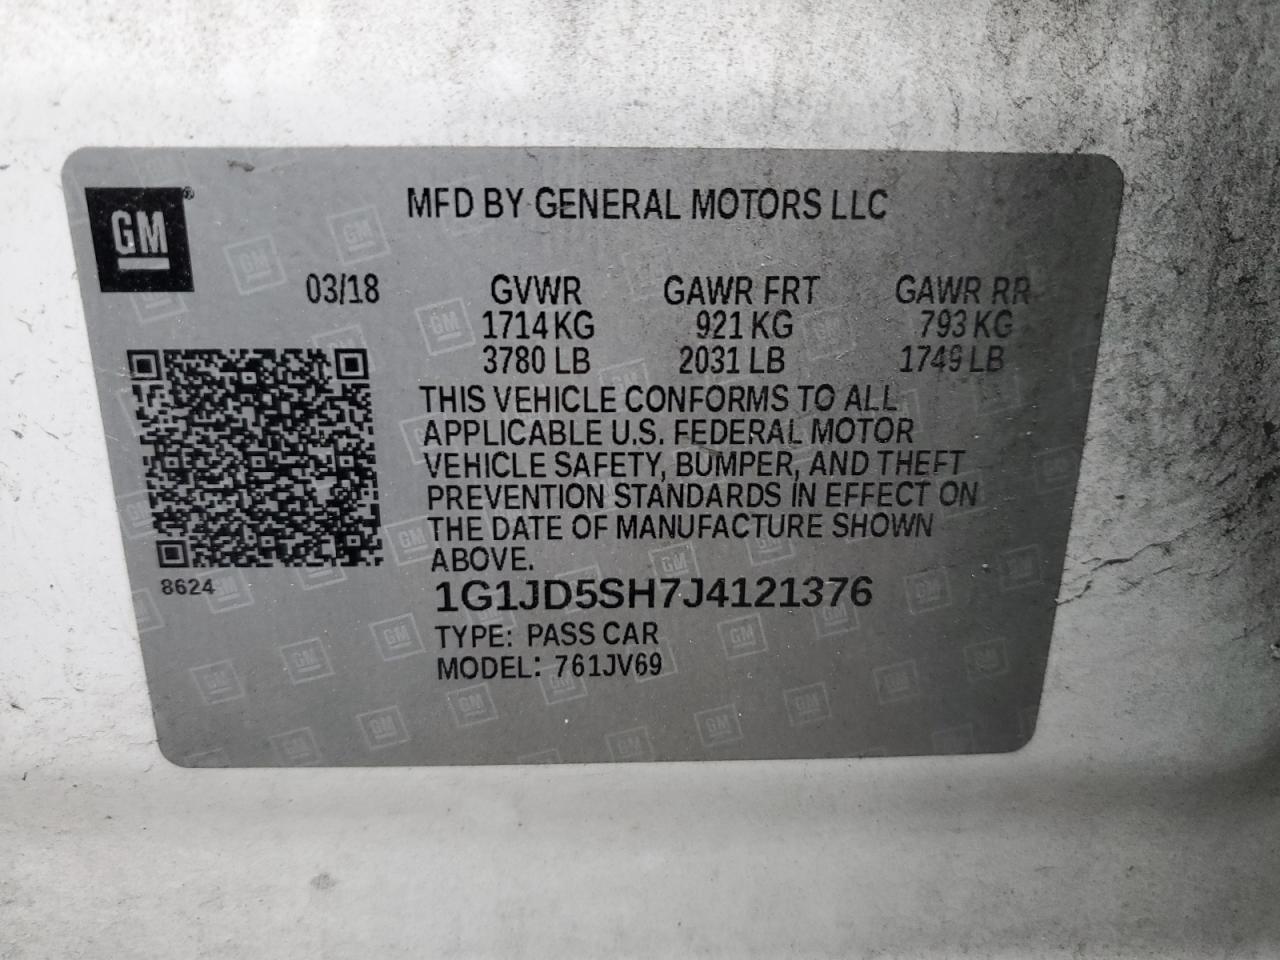 GM®
MFD BY GENERAL MOTORS LLC
03/18 GVWR GAWR FRT GAWR RR
1714 KG 921 KG 793 KG
3780 LB 2031 LB 1749 LB
THIS VEHICLE CONFORMS TO ALL
APPLICABLE U.S. FEDERAL MOTOR
VEHICLE SAFETY, BUMPER, AND THEFT
PREVENTION STANDARDS IN EFFECT ON
THE DATE OF MANUFACTURE SHOWN
ABOVE.
8624
1G1JD5SH7J4121376
TYPE: PASS CAR
MODEL: 761JV69